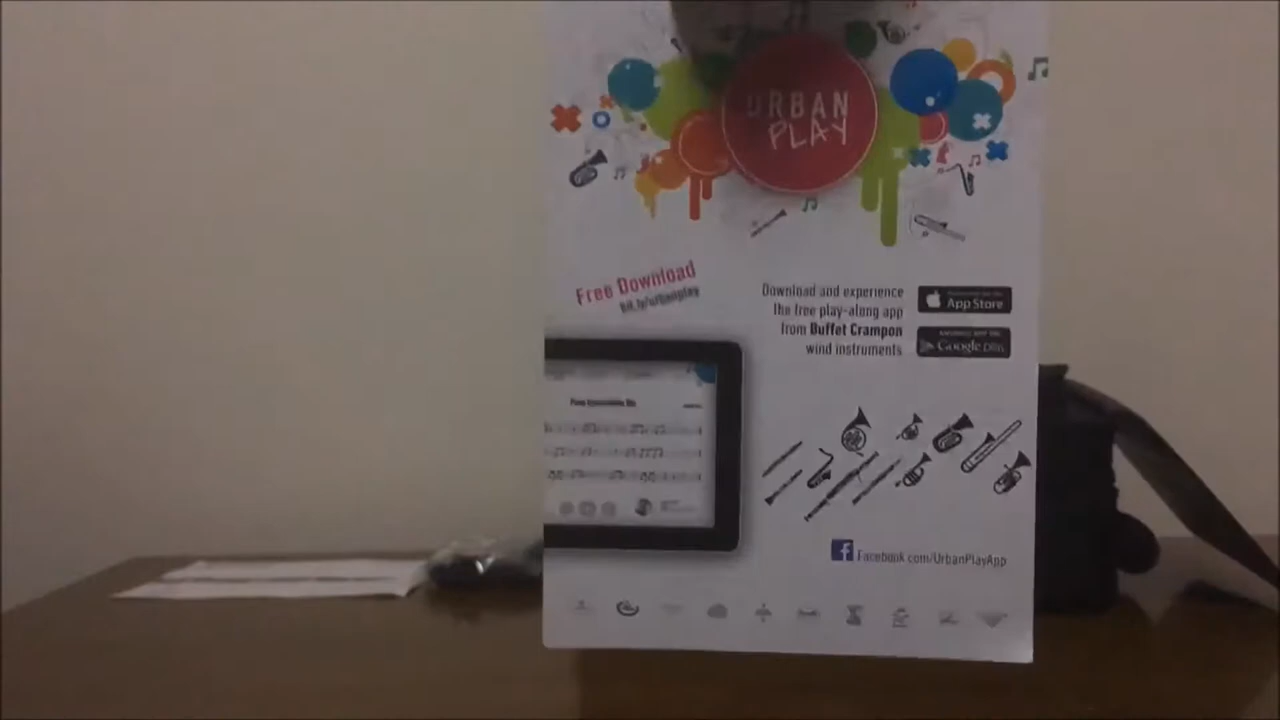 URBAN
PLAY
Free Download
bit.ly/urbanplay
Download and experience
the free play-along app
from Buffet Crampon
wind instruments
App Store
Google play
Facebook.com/UrbanPlayApp